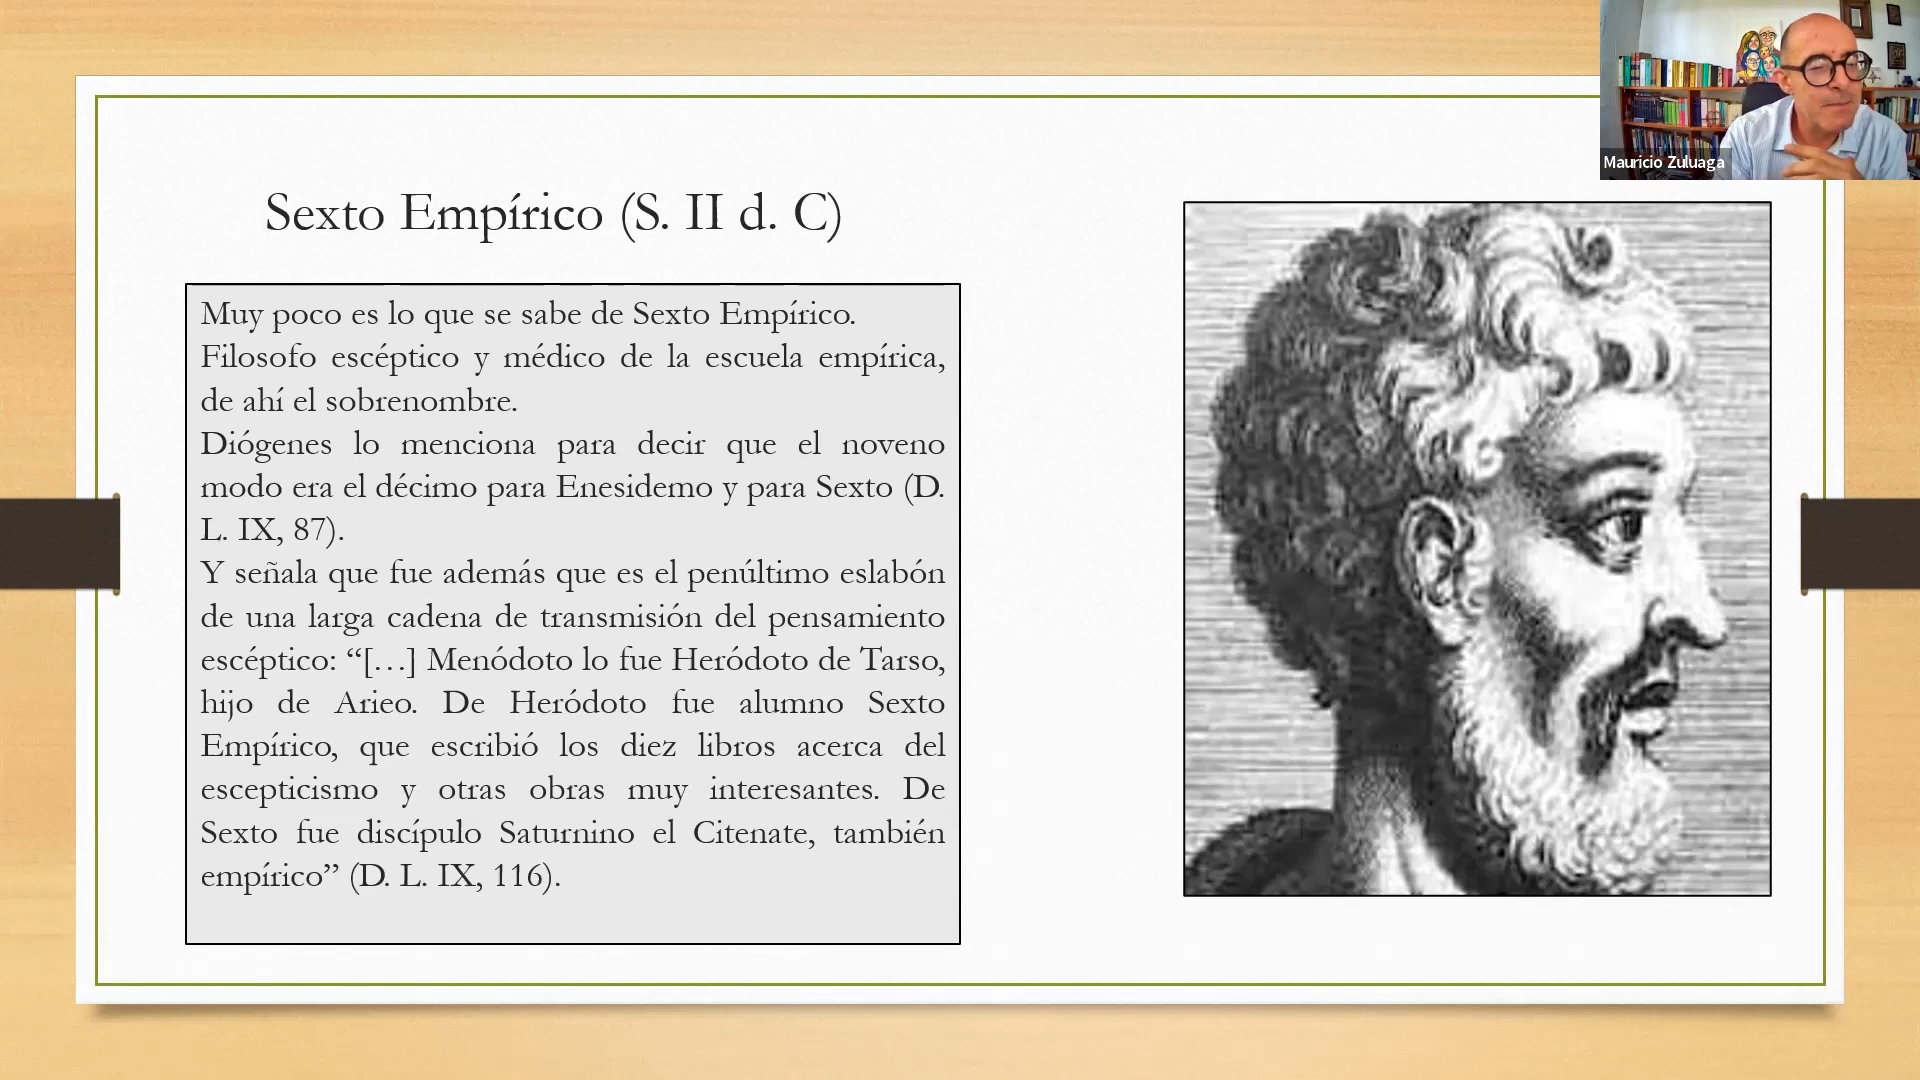 Mauricio Zuluaga
Sexto Empírico (S. II d. C)
Muy poco es lo que se sabe de Sexto Empírico.
Filosofo escéptico y médico de la escuela empírica,
de ahí el sobrenombre.
Diógenes lo menciona para decir que el noveno
modo era el décimo para Enesidemo y para Sexto (D.
L. IX, 87).
Y señala que fue además que es el penúltimo eslabón
de una larga cadena de transmisión del pensamiento
escéptico: “[…] Menódoto lo fue Heródoto de Tarso,
hijo de Arieo. De Heródoto fue alumno Sexto
Empírico, que escribió los diez libros acerca del
escepticismo y otras obras muy interesantes. De
Sexto fue discípulo Saturnino el Citenate, también
empírico” (D. L. IX, 116).